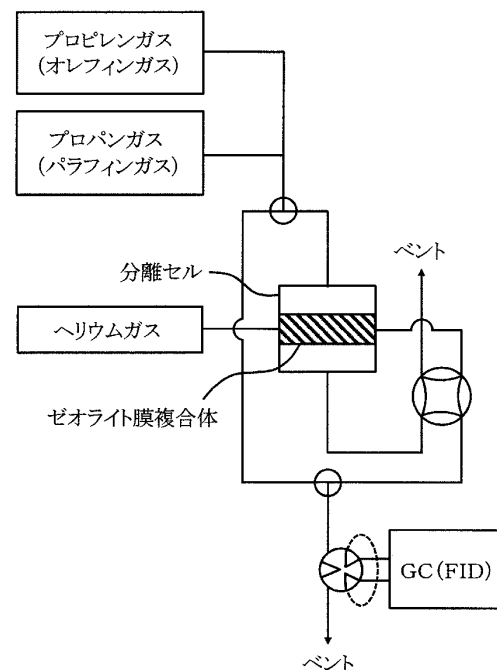 プロピレンガス
(オレフィンガス)
プロパンガス
(パラフィンガス)
ベント
分離セル
ヘリウムガス
ゼオライト膜複合体
GC(FID)
ベント